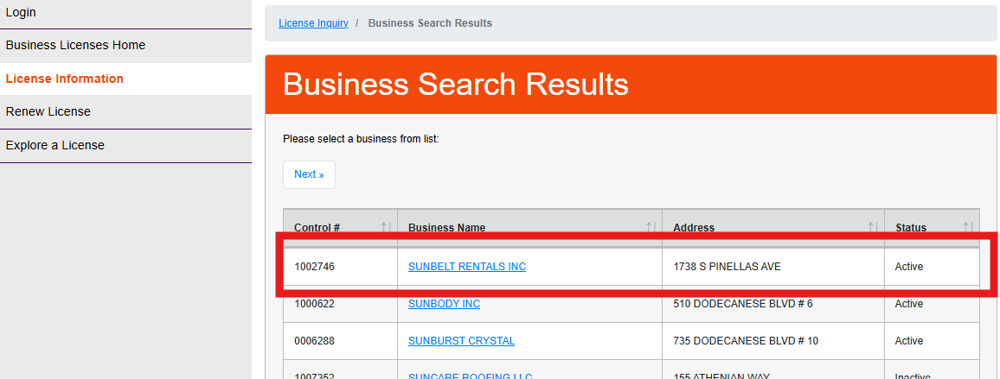 Login
Business Licenses Home
License Information
Renew License
Explore a License
License Inquiry / Business Search Results
Business Search Results
Please select a business from list:
Next »
Control # Business Name Address Status
1002746 SUNBELT RENTALS INC 1738 S PINELLAS AVE Active
1000622 SUNBODY INC 510 DODECANESE BLVD # 6 Active
0006288 SUNBURST CRYSTAL 735 DODECANESE BLVD # 10 Active
1007352 SUNCARE ROOFING LLC 155 ATHENIAN WAY Inactive